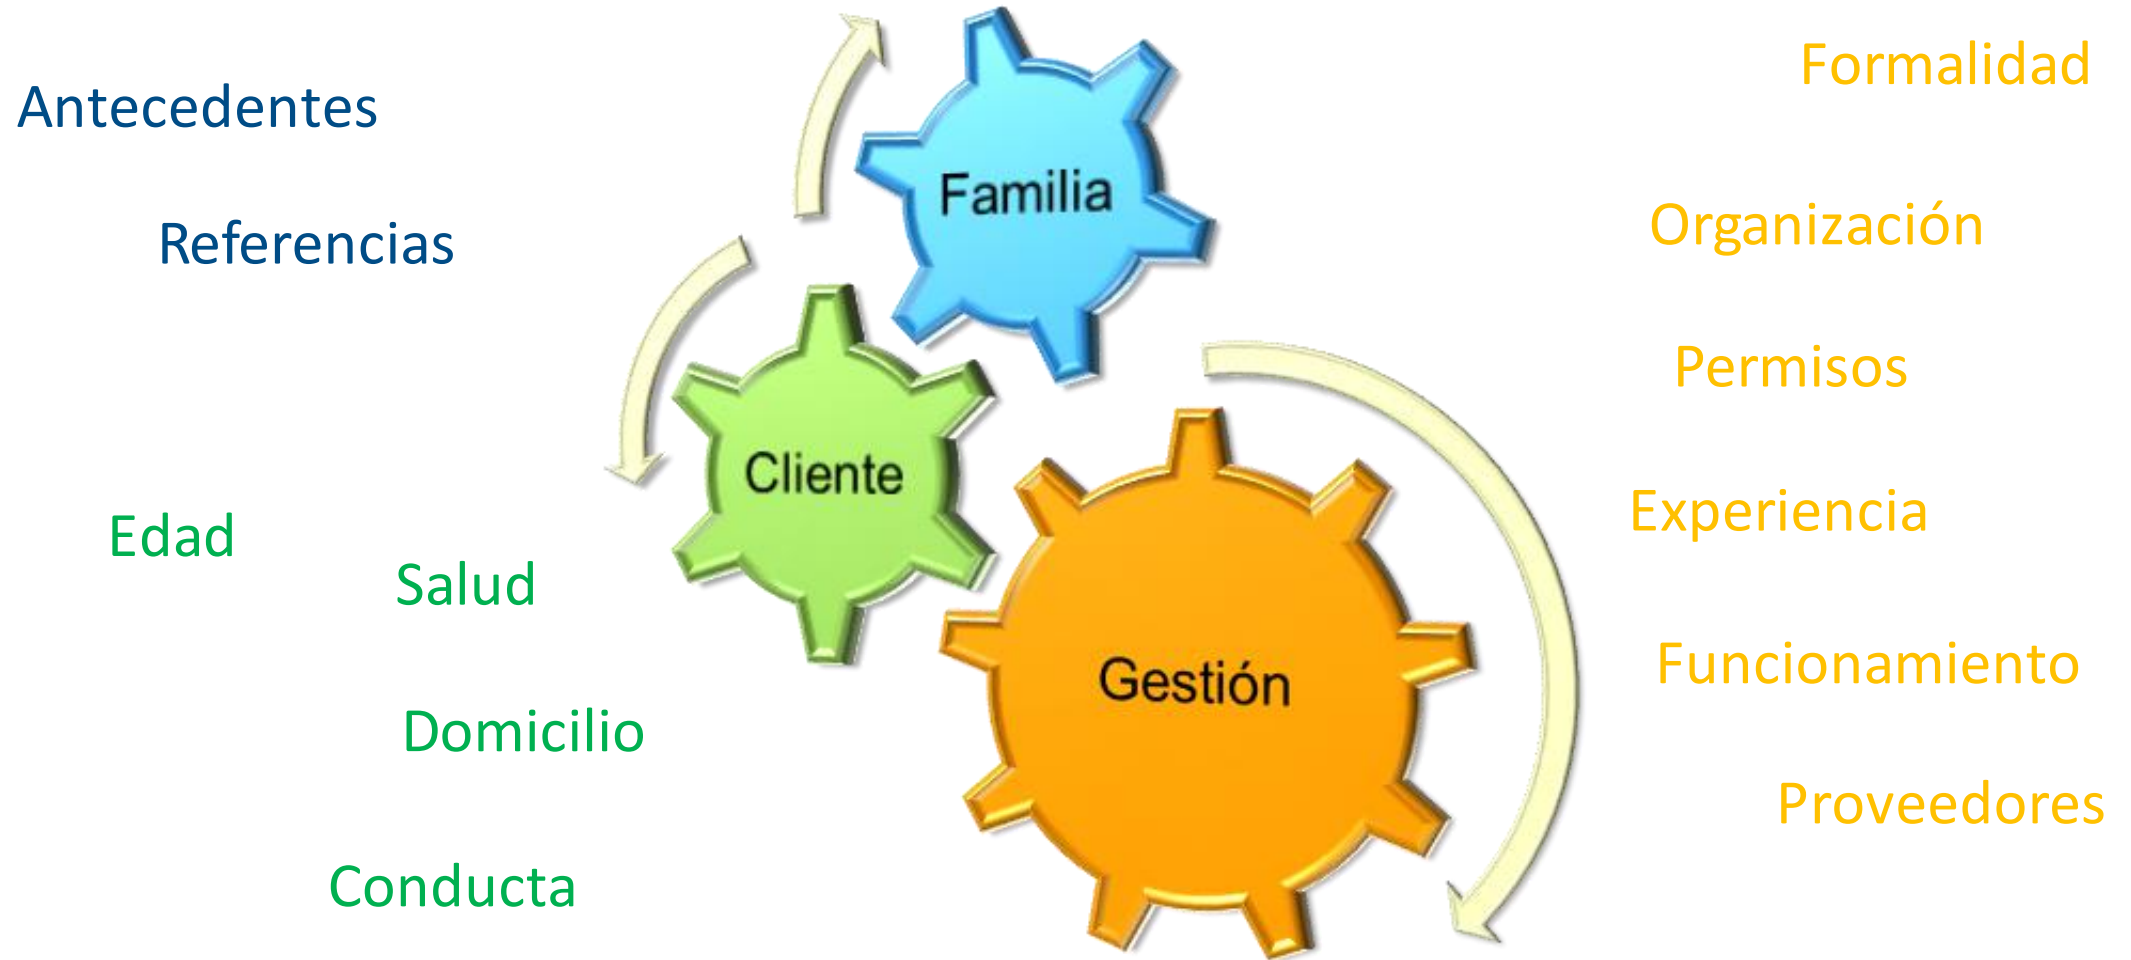 Antecedentes
Referencias
Familia
Cliente
Edad
Salud
Domicilio
Conducta
Gestión
Formalidad
Organización
Permisos
Experiencia
Funcionamiento
Proveedores